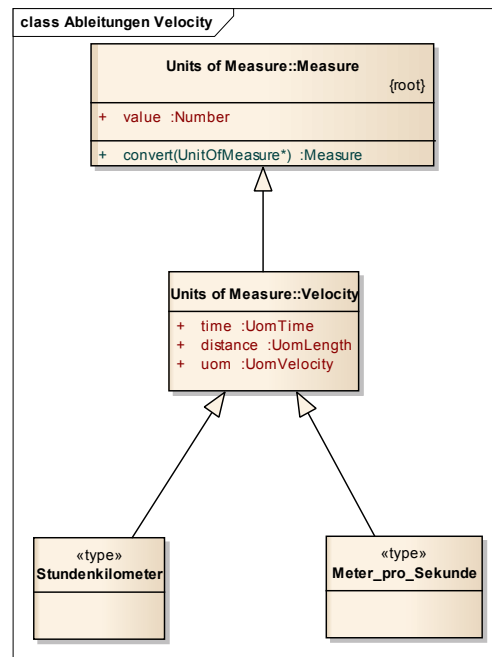 class Ableitungen Velocity
Units of Measure::Measure
{root}
+ value :Number
+ convert(UnitOfMeasure*) :Measure
Units of Measure::Velocity
+ time :UomTime
+ distance :UomLength
+ uom :UomVelocity
«type»
Stundenkilometer
«type»
Meter_pro_Sekunde